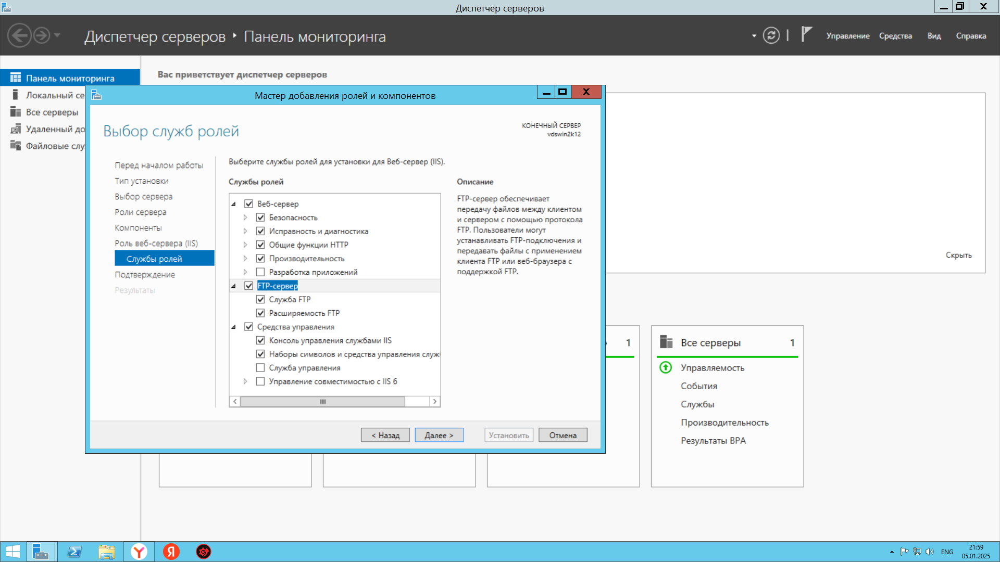 Диспетчер серверов
Диспетчер серверов
Панель мониторинга
Управление
Средства
Вид
Справка
Панель мониторинга
Локальный се
Все серверы
Удаленный до
Файловые слу
Вас приветствует диспетчер серверов
Мастер добавления ролей и компонентов
Выбор служб ролей
КОНЕЧНЫЙ СЕРВЕР
vdswin2k12
Перед началом работы
Тип установки
Выбор сервера
Роли сервера
Компоненты
Роль веб-сервера (IIS)
Службы ролей
Подтверждение
Результаты
Выберите службы ролей для установки для Веб-сервер (IIS).
Службы ролей
Веб-сервер
Безопасность
Исправность и диагностика
Общие функции HTTP
Производительность
Разработка приложений
FTP-сервер
Служба FTP
Расширяемость FTP
Средства управления
Консоль управления службами IIS
Наборы символов и средства управления служ
Служба управления
Управление совместимостью с IIS 6
Описание
FTP-сервер обеспечивает
передачу файлов между клиентом
и сервером с помощью протокола
FTP. Пользователи могут
устанавливать FTP-подключения и
передавать файлы с применением
клиента FTP или веб-браузера с
поддержкой FTP.
< Назад
Далее >
Установить
Отмена
Скрыть
1
Все серверы
1
Управляемость
События
Службы
Производительность
Результаты BPA
ENG
21:59
05.01.2025